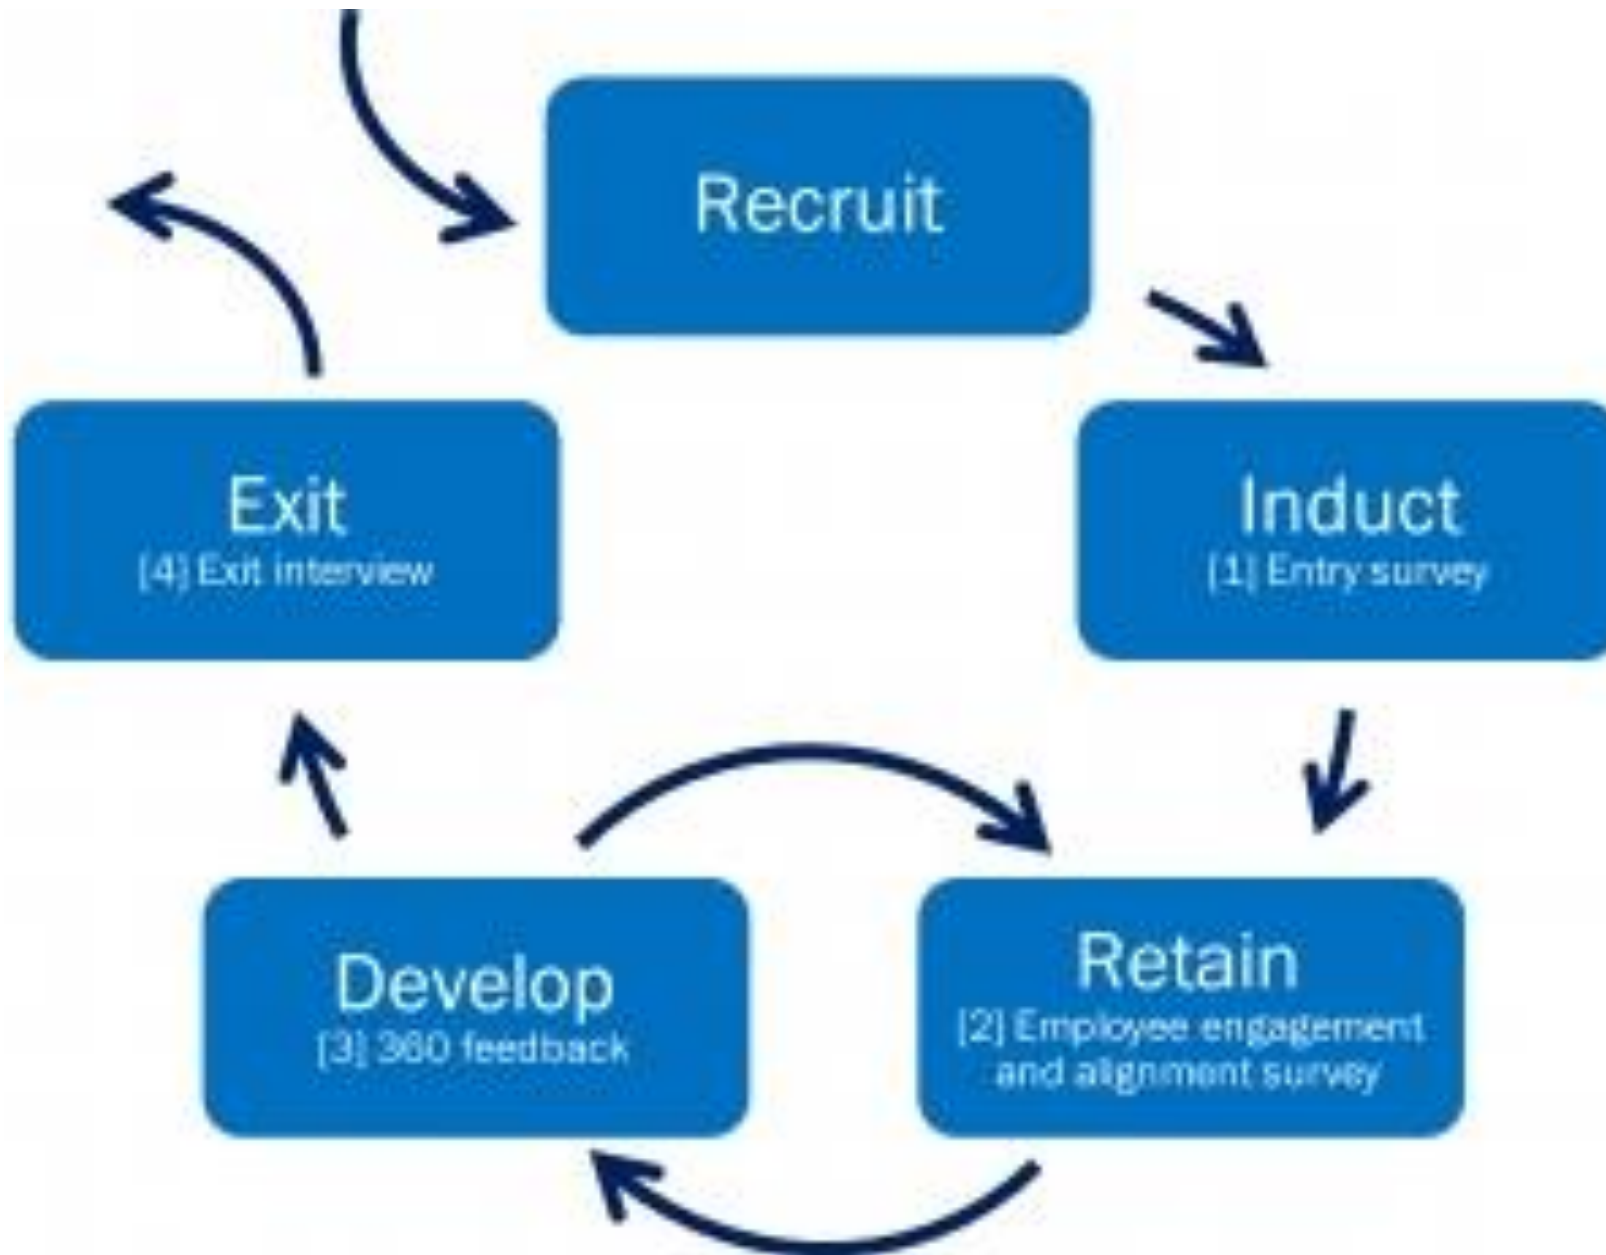 Recruit
Induct
[1] Entry survey
Retain
[2] Employee engagement
and alignment survey
Develop
[3] 360 feedback
Exit
[4] Exit interview